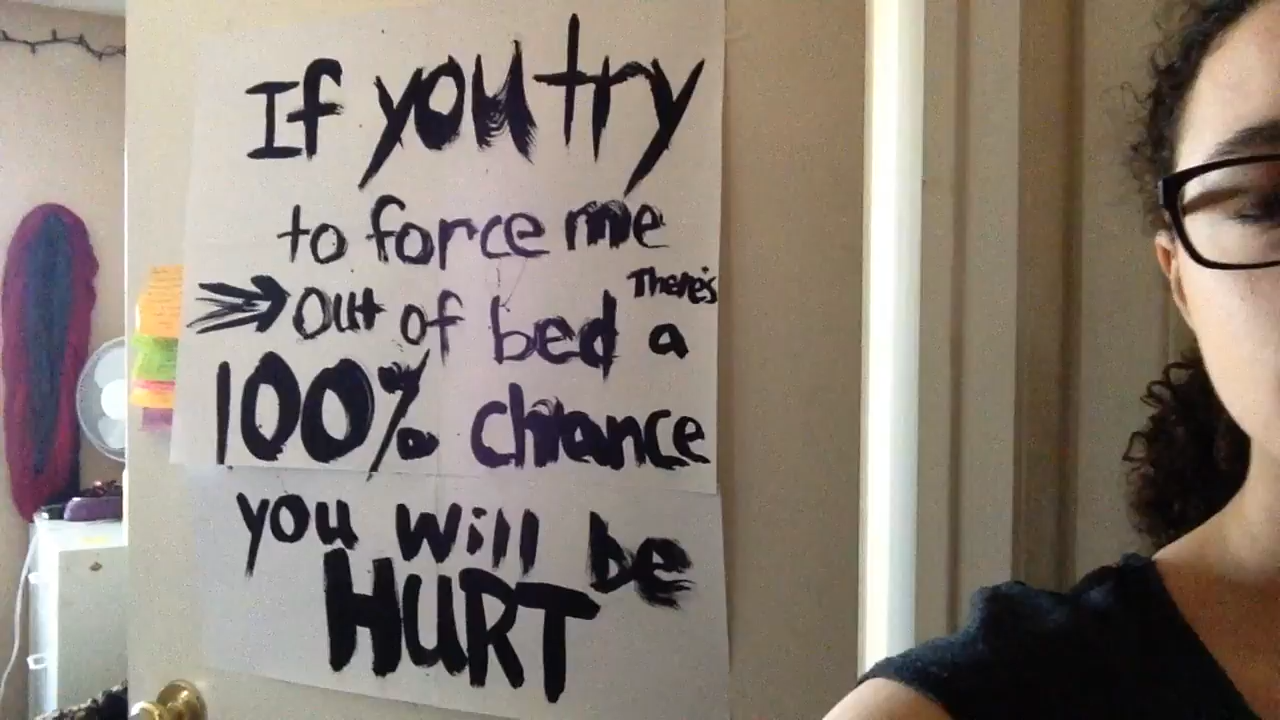 If you try
to force me
out of bed There's a
100% chance
you will be
HURT